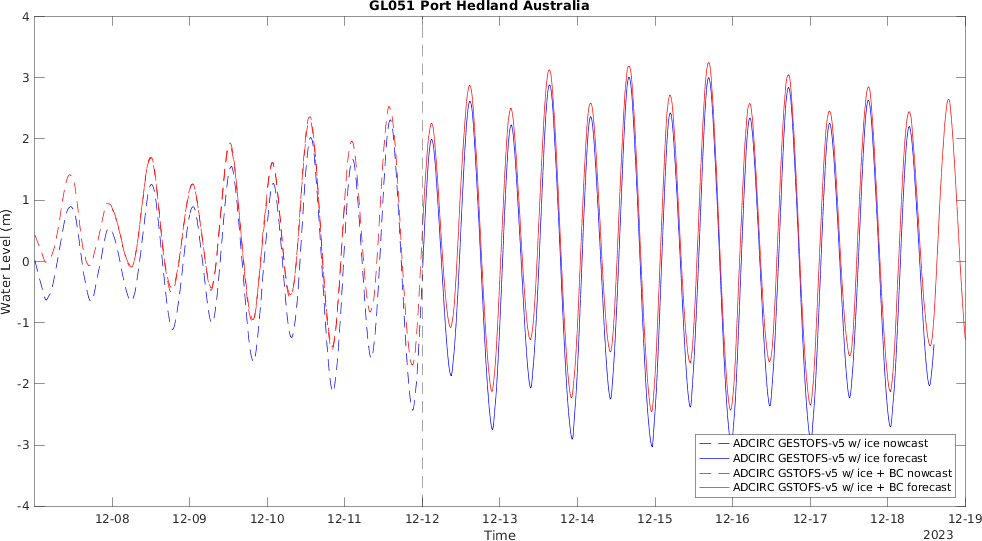 GL051 Port Hedland Australia
4
3
2
1
0
-1
-2
-3
-4
Water Level (m)
ADCIRC GESTOFS-v5 w/ ice nowcast
ADCIRC GESTOFS-v5 w/ ice forecast
ADCIRC GSTOFS-v5 w/ ice + BC nowcast
ADCIRC GSTOFS-v5 w/ ice + BC forecast
12-08 12-09 12-10 12-11 12-12 12-13 12-14 12-15 12-16 12-17 12-18 12-19
Time
2023